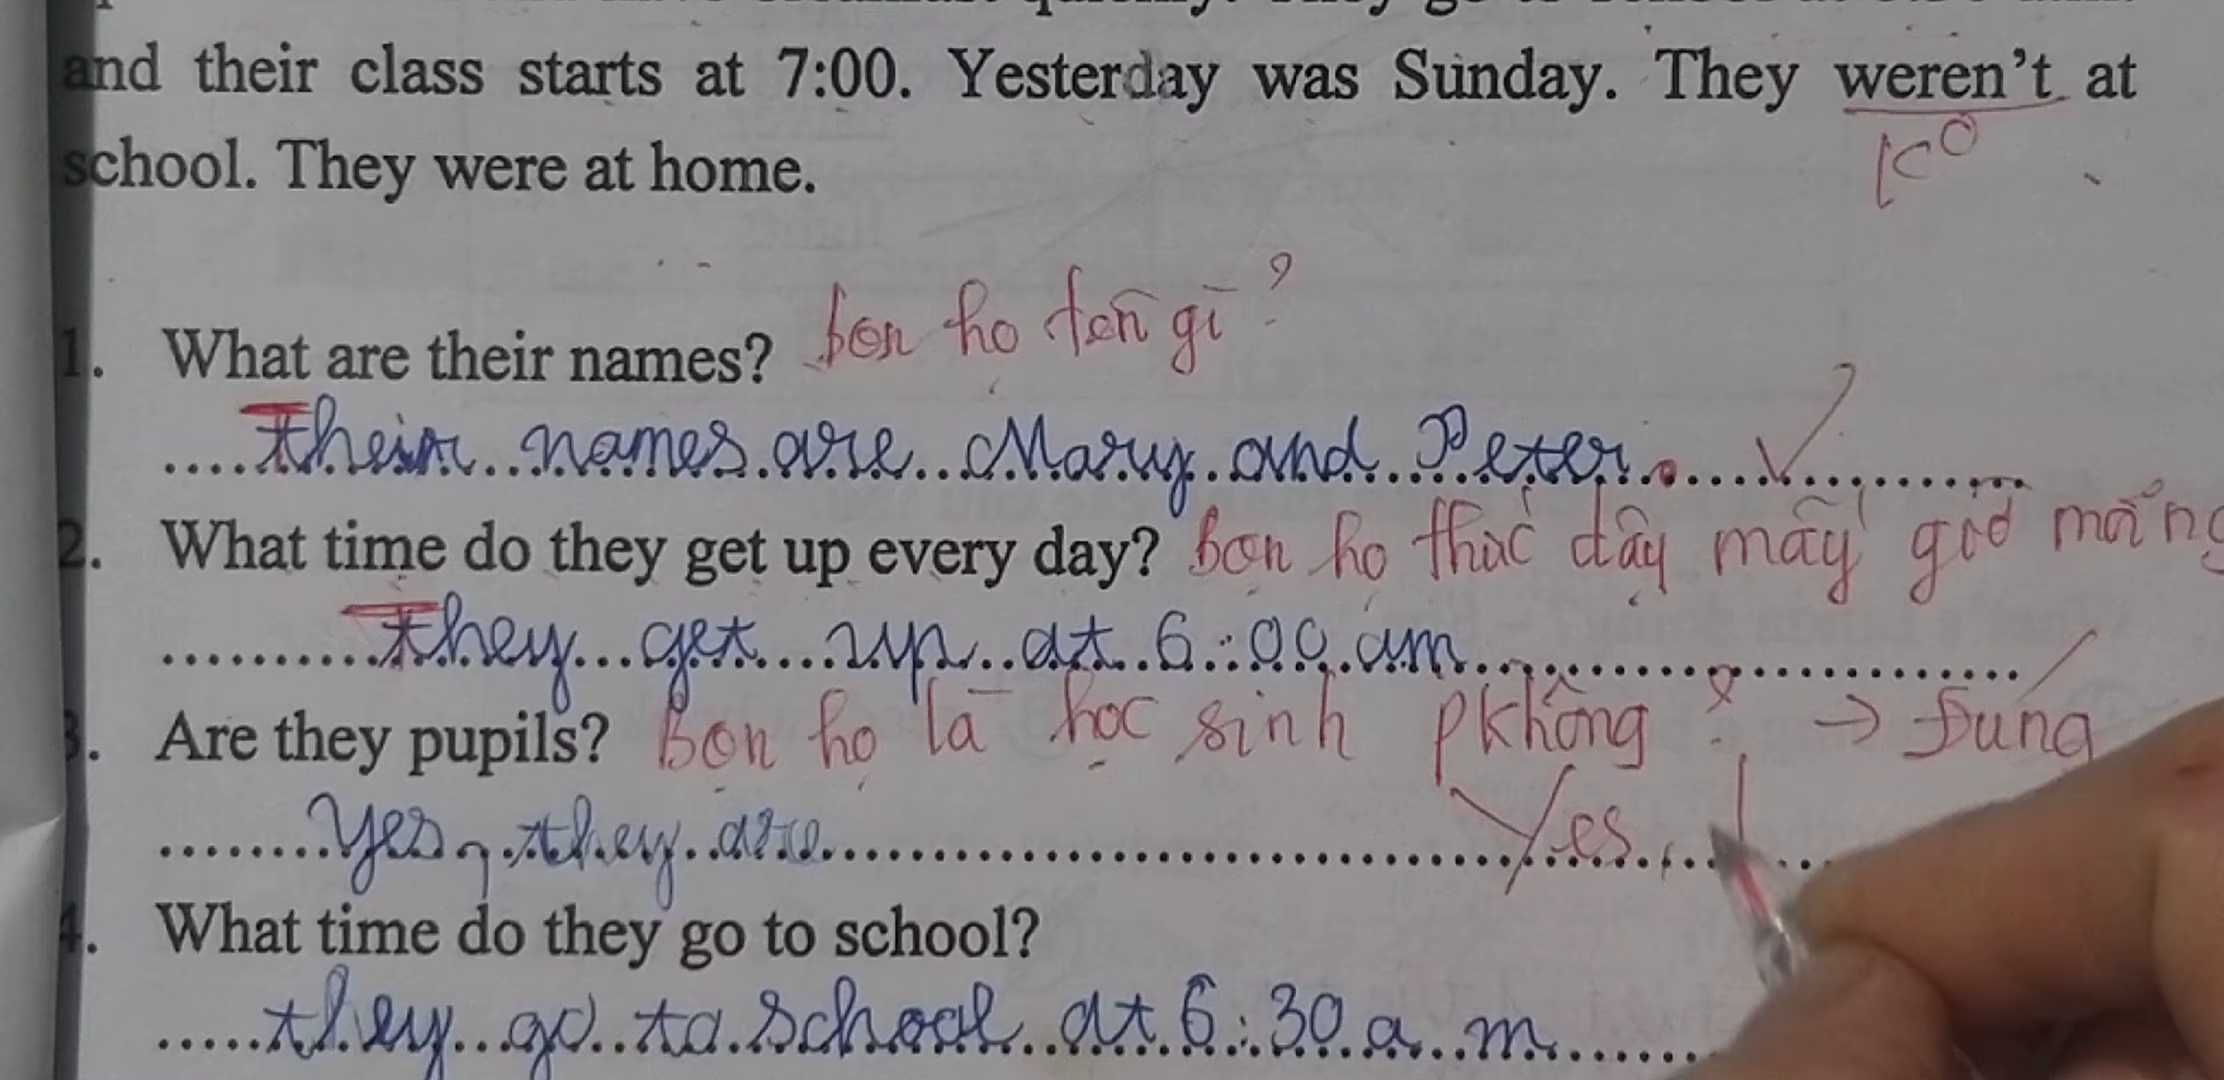 and their class starts at 7:00. Yesterday was Sunday. They weren't at
K⁰
school. They were at home.
1. What are their names? bọn họ tên gì?
Their names are Mary and Peter.
2. What time do they get up every day? bọn họ thức dậy mấy giờ
They get up at 6:00 am
3. Are they pupils? Bọn họ là học sinh pkhông? → Đúng
Yes, they are Yes,
4. What time do they go to school?
they go to school at 6:30 a m